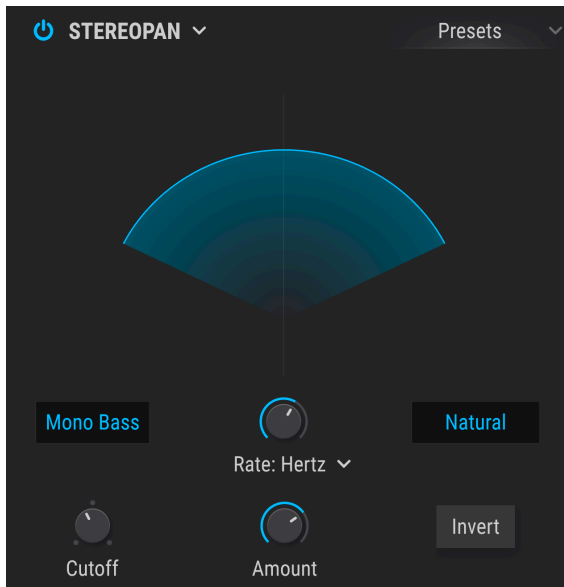 STEREOPAN
Presets
Mono Bass
Natural
Rate: Hertz
Cutoff
Amount
Invert